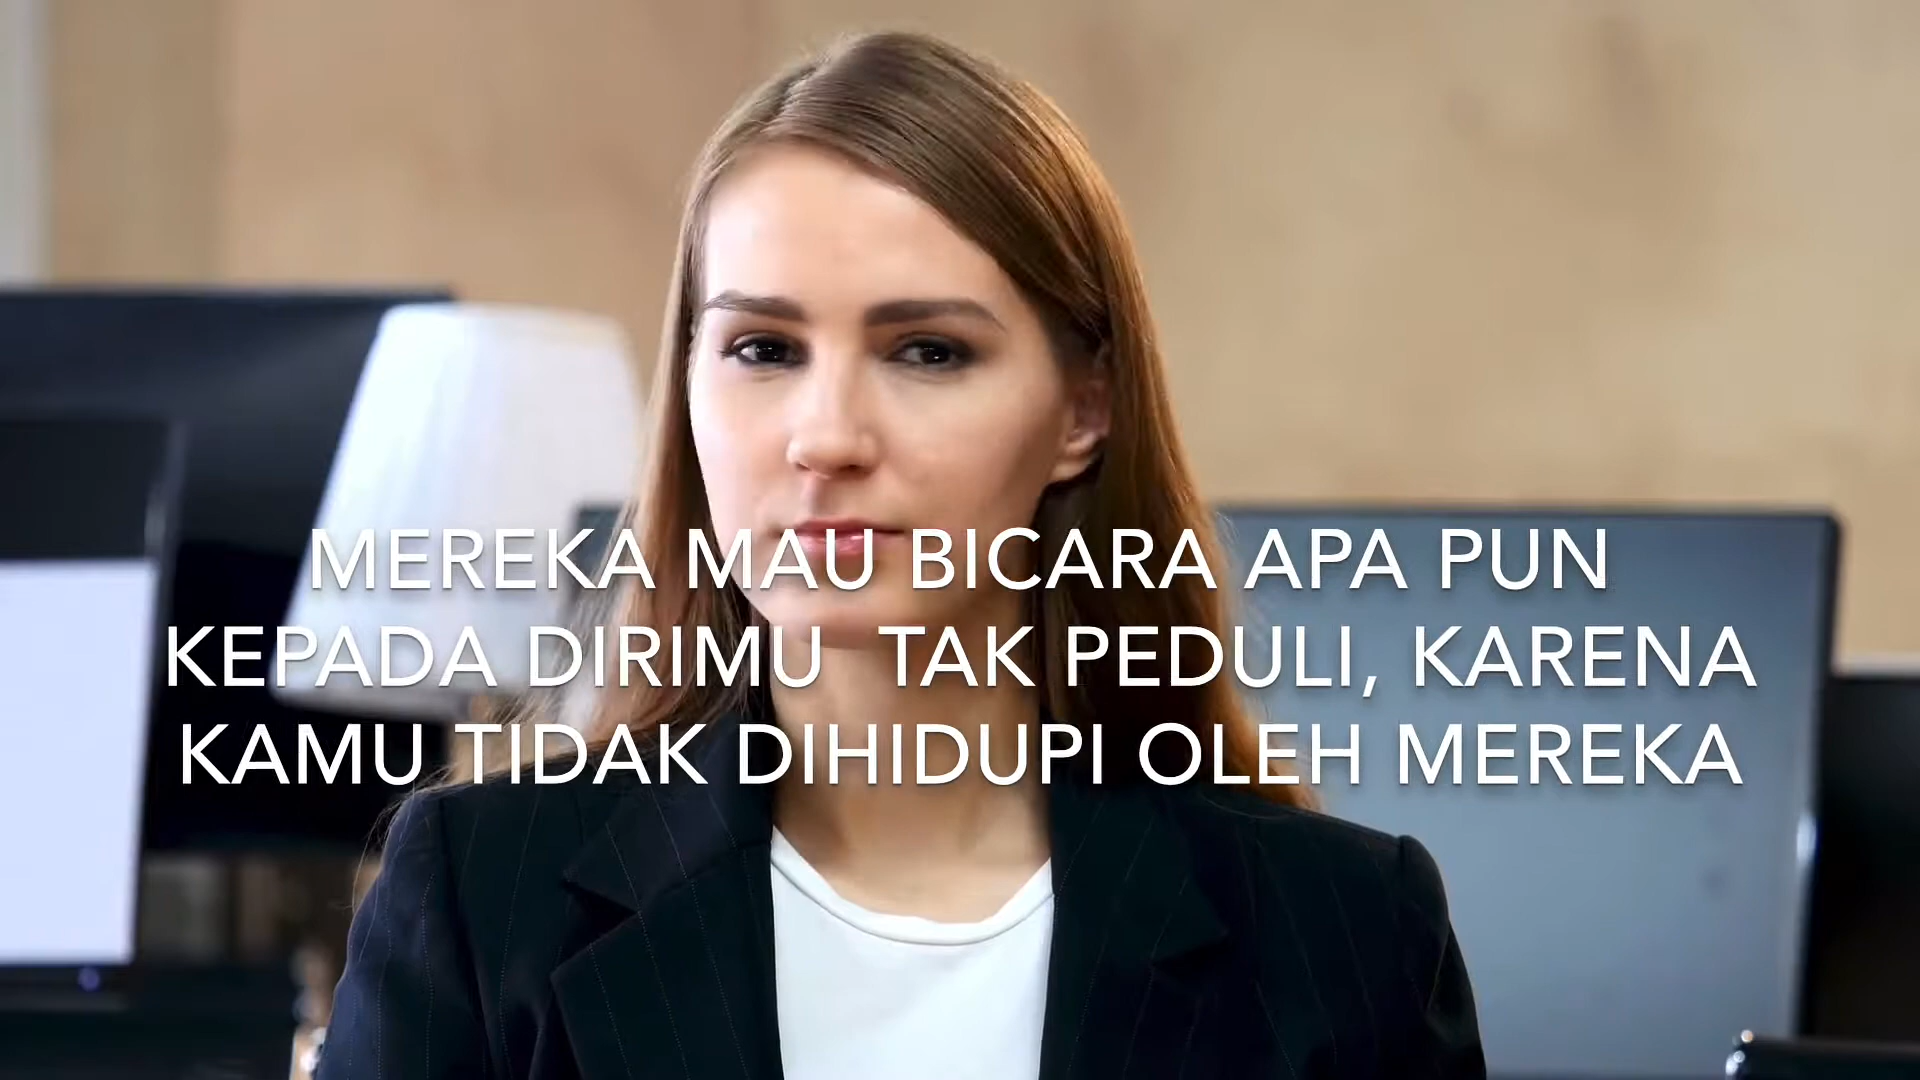 MEREKA MAU BICARA APA PUN
KEPADA DIRIMU  TAK PEDULI, KARENA
KAMU TIDAK DIHIDUPI OLEH MEREKA